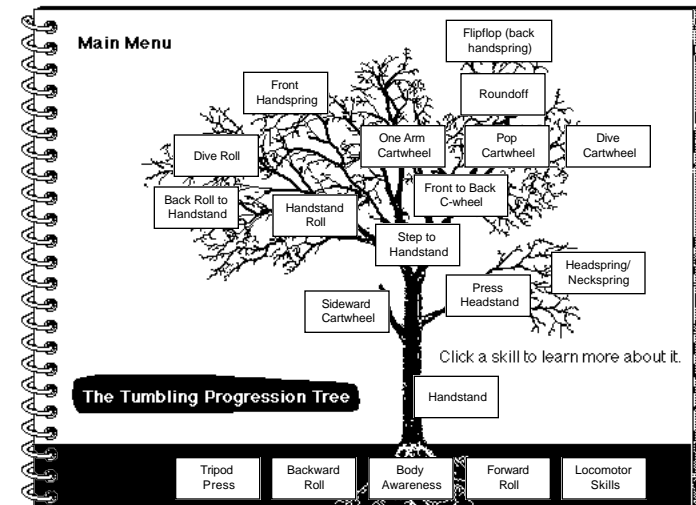 Main Menu
Flipflop (back
handspring)
Front
Handspring
Roundoff
Dive Roll
One Arm
Cartwheel
Pop
Cartwheel
Dive
Cartwheel
Back Roll to
Handstand
Handstand
Roll
Front to Back
C-wheel
Step to
Handstand
Headspring/
Neckspring
Press
Headstand
Sideward
Cartwheel
Click a skill to learn more about it.
The Tumbling Progression Tree
Handstand
Tripod
Press
Backward
Roll
Body
Awareness
Forward
Roll
Locomotor
Skills